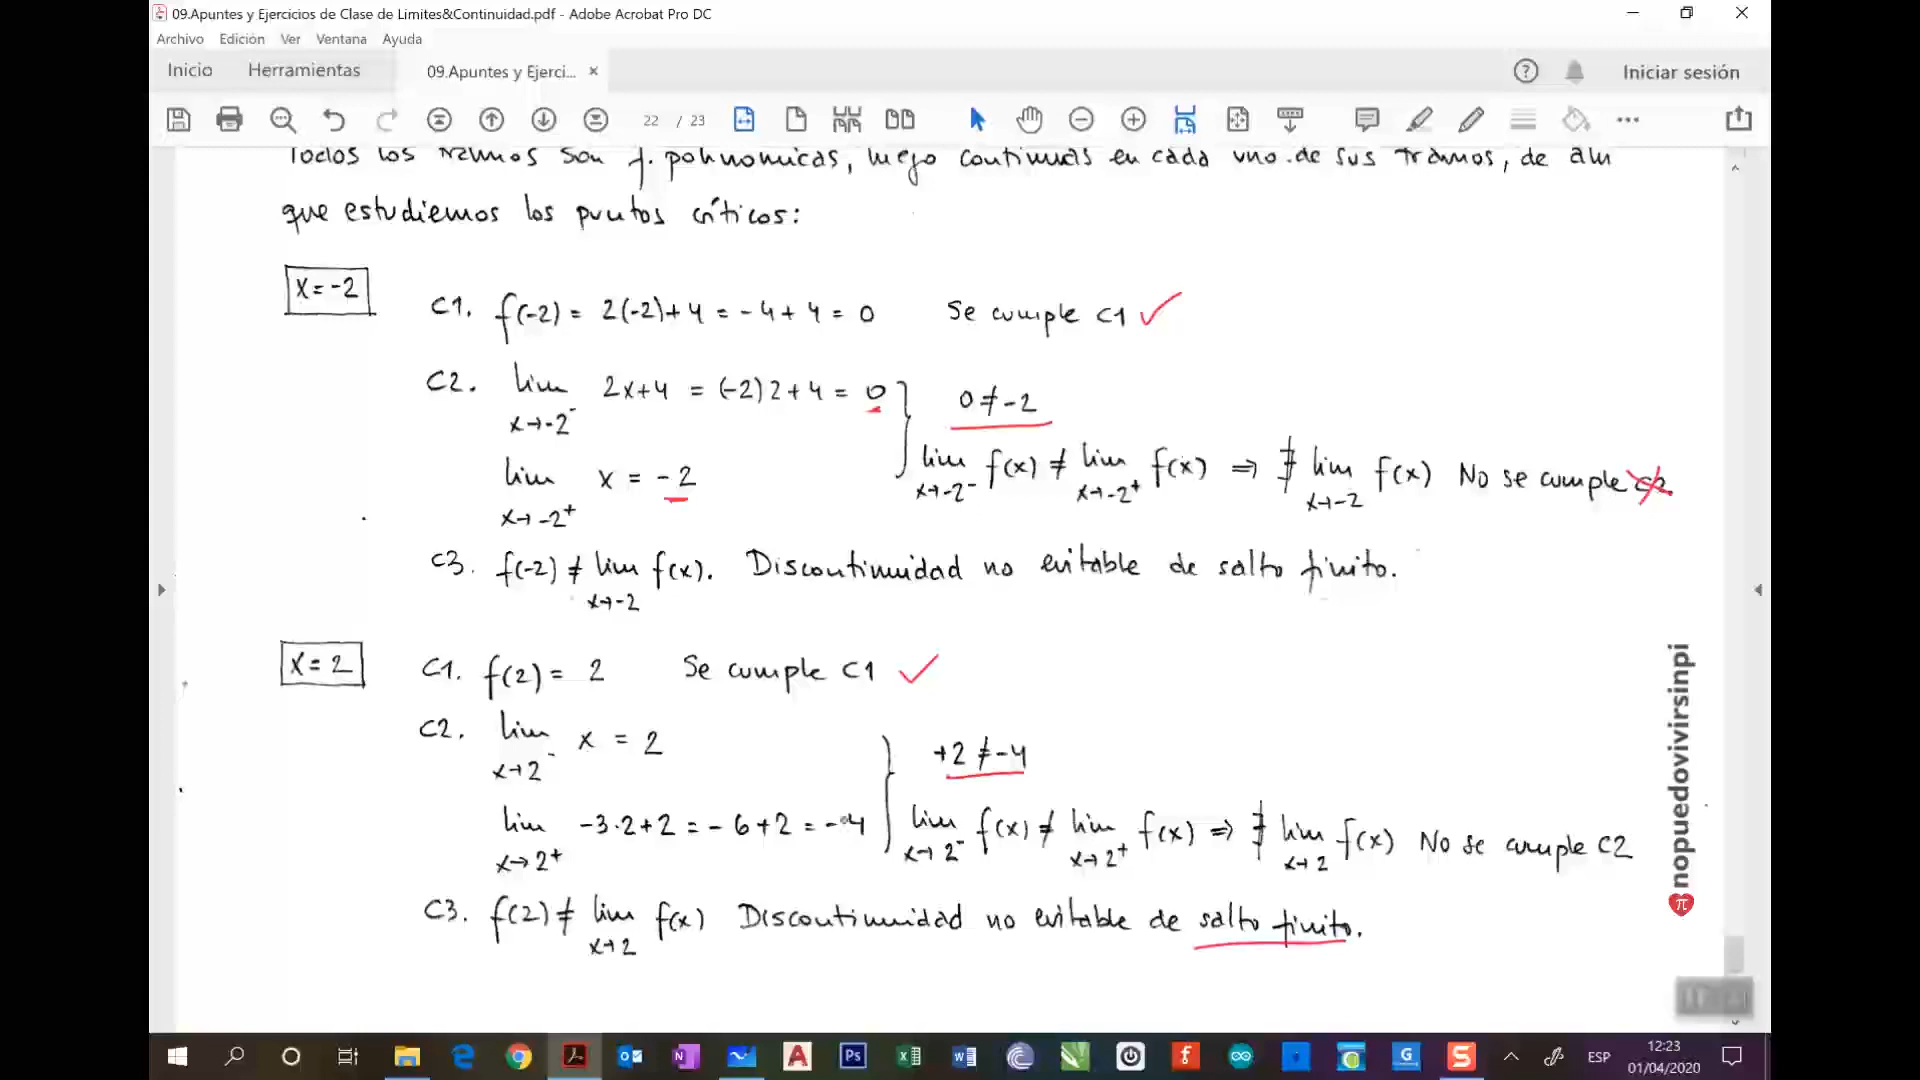 09.Apuntes y Ejercicios de Clase de Limites&Continuidad.pdf - Adobe Acrobat Pro DC
Archivo Edición Ver Ventana Ayuda
Inicio Herramientas 09.Apuntes y Ejerci... × Iniciar sesión
22 / 23
Todos los tramos son f. polinomicas, luego continuas en cada uno de sus tramos, de ahí
que estudiemos los puntos críticos:
x=-2
C1. f(-2) = 2(-2)+4 = -4+4 = 0 Se cumple C1 ✓
C2. lim x→-2⁻ 2x+4 = (-2)2+4 = 0 } 0≠-2
lim x→-2⁺ x = -2 lim x→-2⁻ f(x) ≠ lim x→-2⁺ f(x) ⇒ ∄ lim x→-2 f(x) No se cumple C2.
C3. f(-2) ≠ lim x→-2 f(x). Discontinuidad no evitable de salto finito.
x=2
C1. f(2) = 2 Se cumple C1 ✓
C2. lim x→2⁻ x = 2 } +2≠-4
lim x→2⁺ -3·2+2 = -6+2 = -4 lim x→2⁻ f(x) ≠ lim x→2⁺ f(x) ⇒ ∄ lim x→2 f(x) No se cumple C2
C3. f(2) ≠ lim x→2 f(x) Discontinuidad no evitable de salto finito.
nopuedovivirsinpi
π
ESP
12:23
01/04/2020